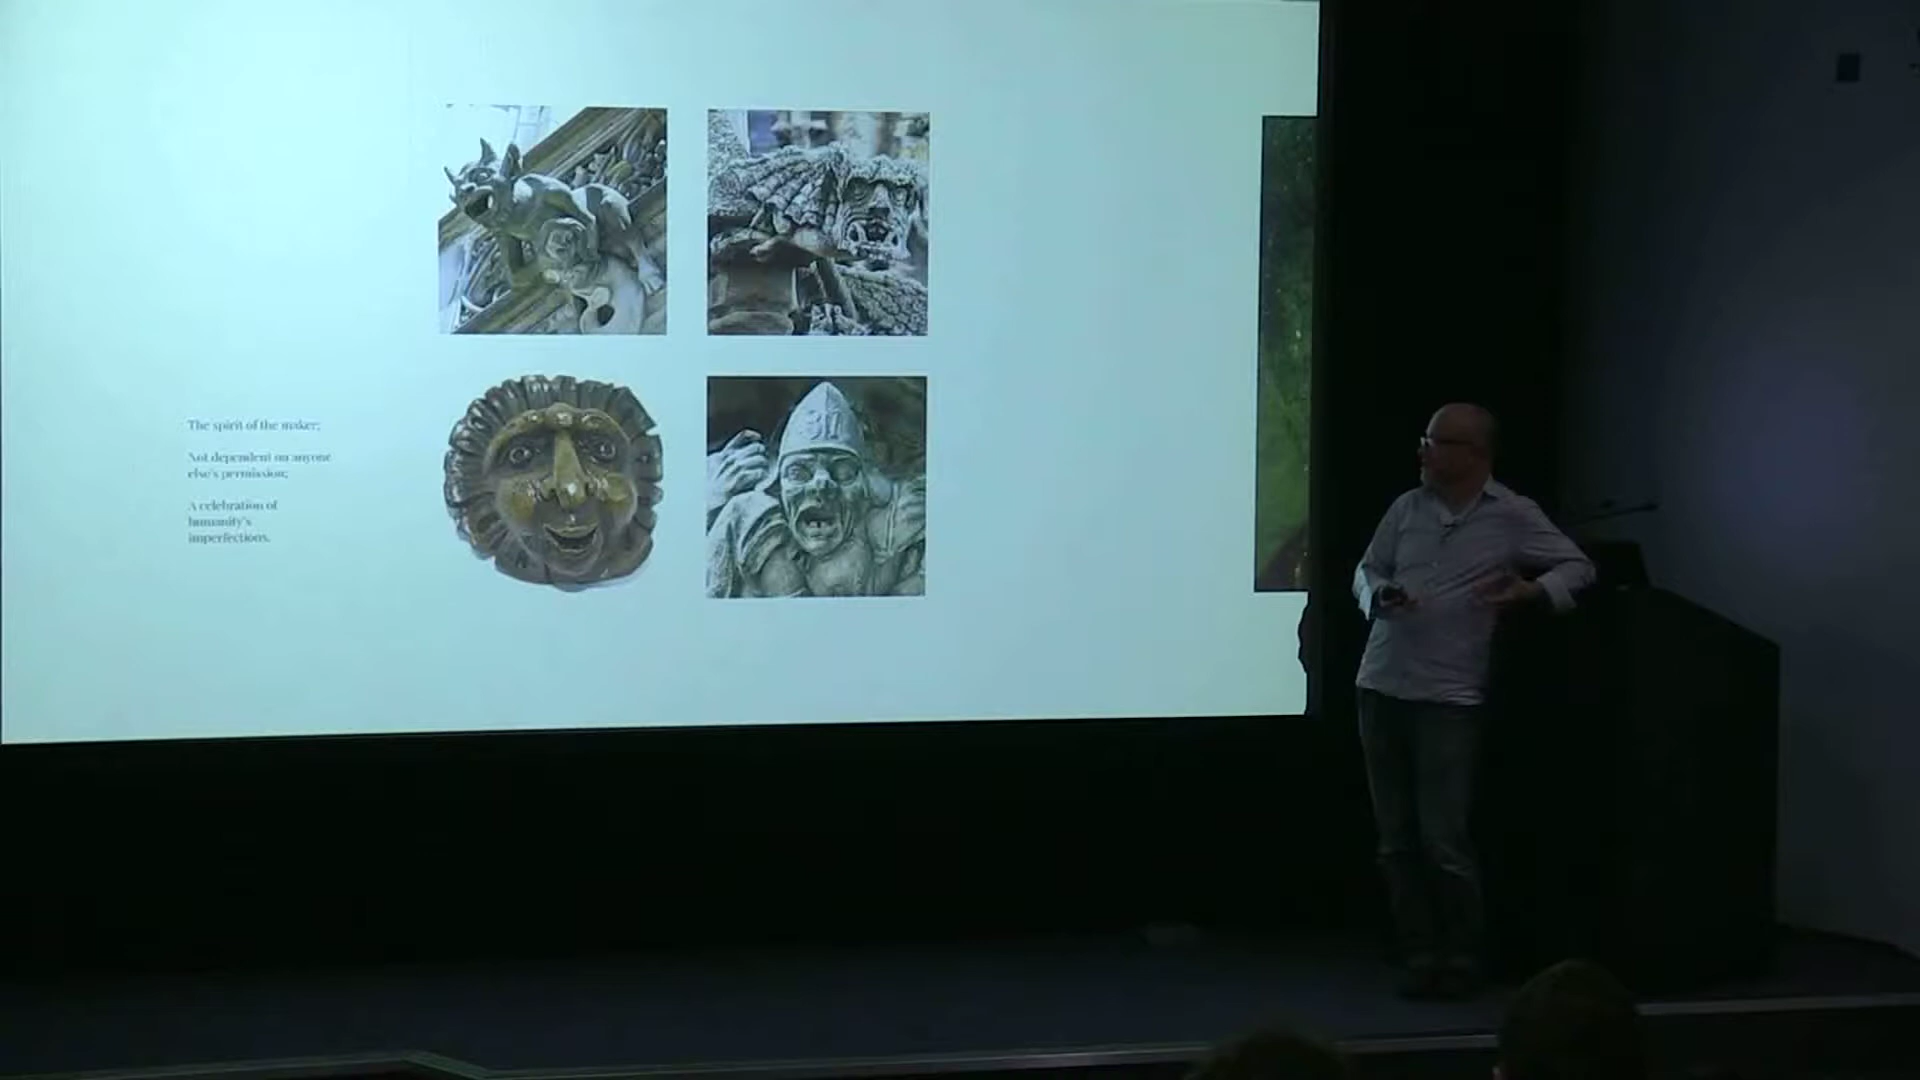 The spirit of the maker;
Not dependent on anyone
else's permission;
A celebration of
humanity's
imperfections.